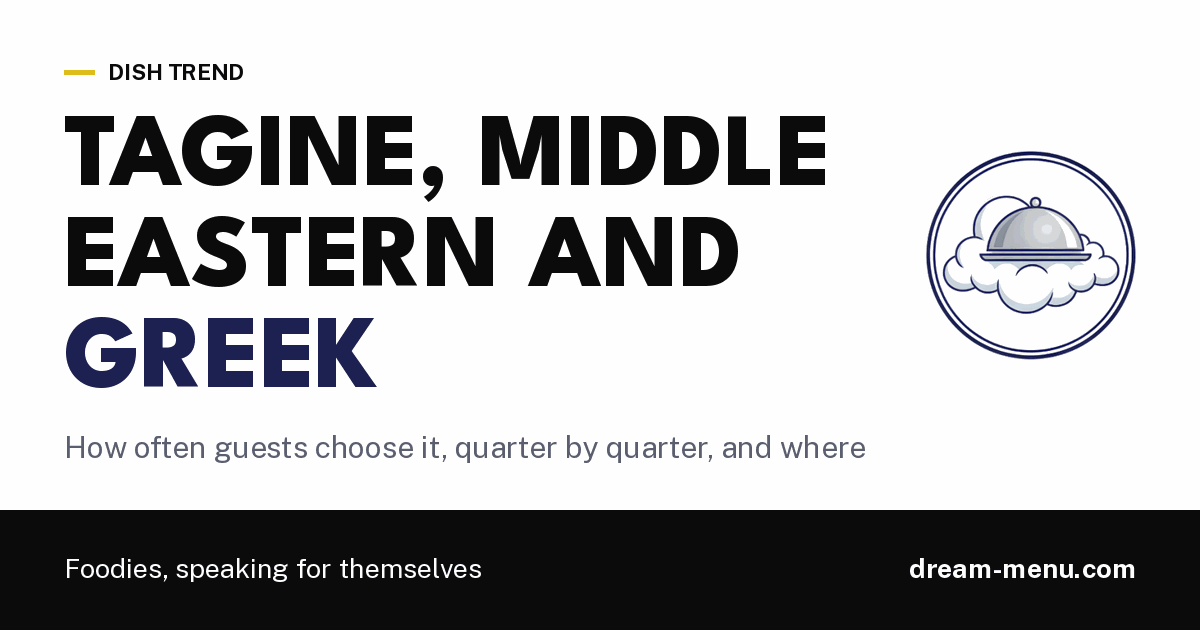 DISH TREND
TAGINE, MIDDLE
EASTERN AND
GREEK
How often guests choose it, quarter by quarter, and where
Foodies, speaking for themselves
dream-menu.com